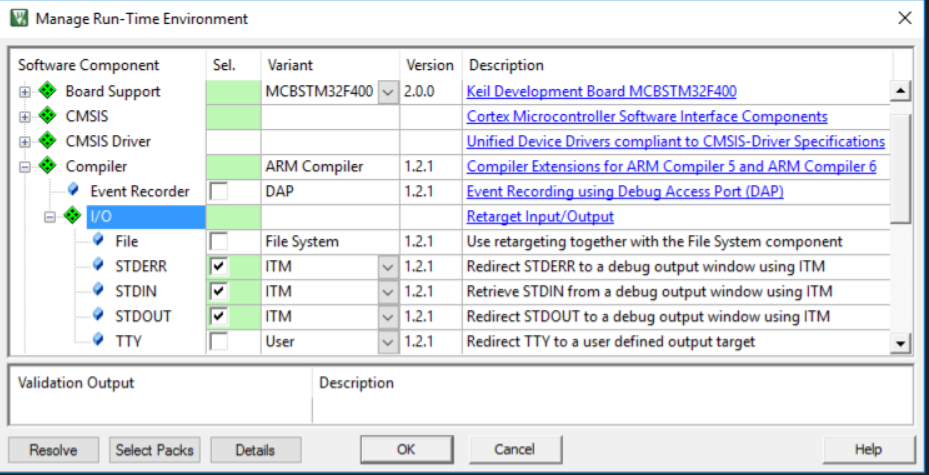 Manage Run-Time Environment
Software Component Sel. Variant Version Description
Board Support MCBSTM32F400 2.0.0 Keil Development Board MCBSTM32F400
CMSIS Cortex Microcontroller Software Interface Components
CMSIS Driver Unified Device Drivers compliant to CMSIS-Driver Specifications
Compiler ARM Compiler 1.2.1 Compiler Extensions for ARM Compiler 5 and ARM Compiler 6
Event Recorder DAP 1.2.1 Event Recording using Debug Access Port (DAP)
I/O Retarget Input/Output
File File System 1.2.1 Use retargeting together with the File System component
STDERR ITM 1.2.1 Redirect STDERR to a debug output window using ITM
STDIN ITM 1.2.1 Retrieve STDIN from a debug output window using ITM
STDOUT ITM 1.2.1 Redirect STDOUT to a debug output window using ITM
TTY User 1.2.1 Redirect TTY to a user defined output target
Validation Output Description
Resolve Select Packs Details OK Cancel Help